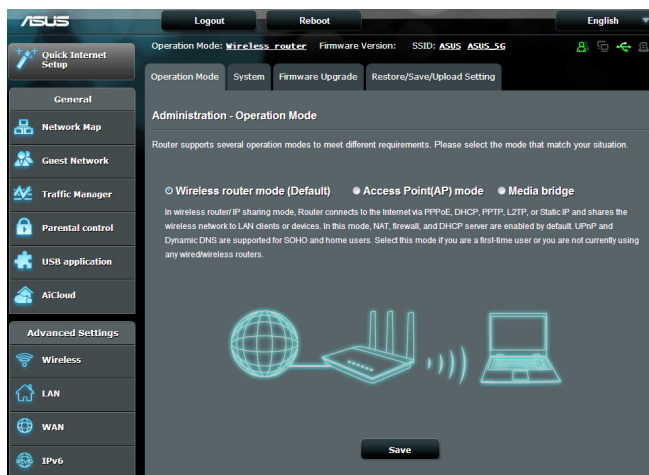 ASUS
Logout
Reboot
English
Quick Internet
Setup
Operation Mode: Wireless router Firmware Version: SSID: ASUS ASUS_5G
Operation Mode
System
Firmware Upgrade
Restore/Save/Upload Setting
General
Network Map
Guest Network
Traffic Manager
Parental control
USB application
AiCloud
Advanced Settings
Wireless
LAN
WAN
IPv6
Administration - Operation Mode
Router supports several operation modes to meet different requirements. Please select the mode that match your situation.
Wireless router mode (Default)
Access Point(AP) mode
Media bridge
In wireless router/ IP sharing mode, Router connects to the Internet via PPPoE, DHCP, PPTP, L2TP, or Static IP and shares the
wireless network to LAN clients or devices. In this mode, NAT, firewall, and DHCP server are enabled by default. UPnP and
Dynamic DNS are supported for SOHO and home users. Select this mode if you are a first-time user or you are not currently using
any wired/wireless routers.
Save